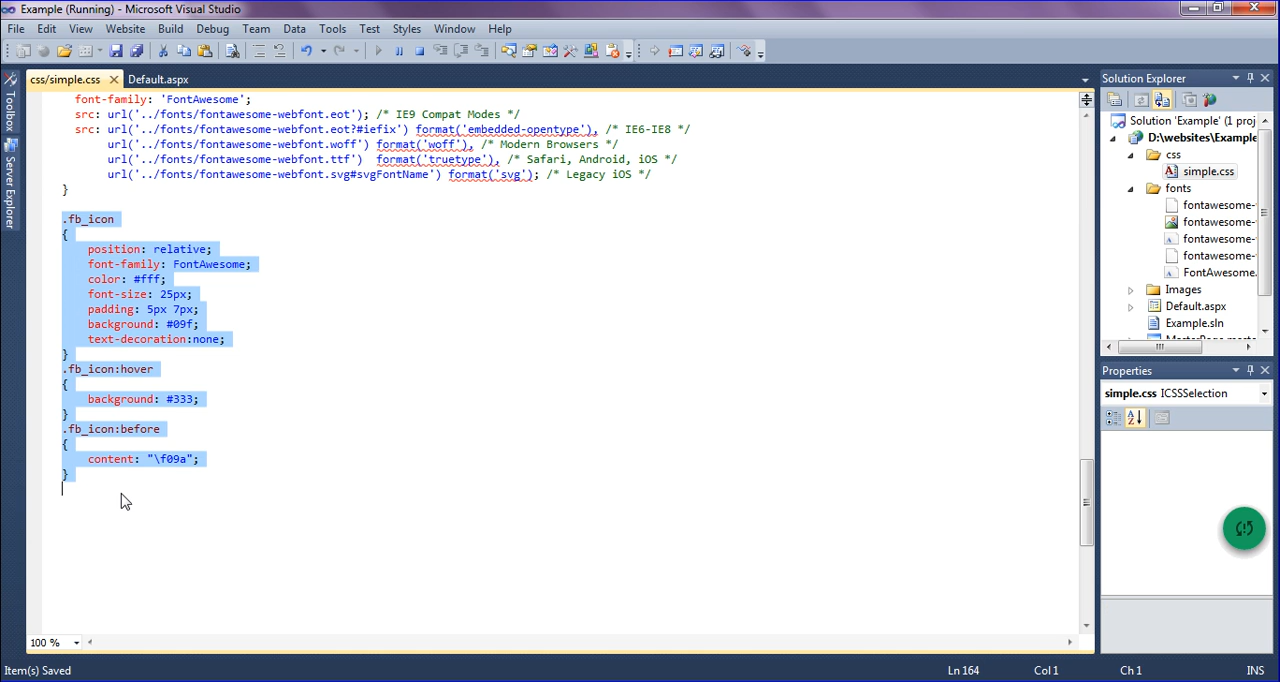 Example (Running) - Microsoft Visual Studio
File Edit View Website Build Debug Team Data Tools Test Styles Window Help
css/simple.css Default.aspx
Toolbox
Server Explorer
font-family: 'FontAwesome';
src: url('../fonts/fontawesome-webfont.eot'); /* IE9 Compat Modes */
src: url('../fonts/fontawesome-webfont.eot?#iefix') format('embedded-opentype'), /* IE6-IE8 */
url('../fonts/fontawesome-webfont.woff') format('woff'), /* Modern Browsers */
url('../fonts/fontawesome-webfont.ttf') format('truetype'), /* Safari, Android, iOS */
url('../fonts/fontawesome-webfont.svg#svgFontName') format('svg'); /* Legacy iOS */
}
.fb_icon
{
position: relative;
font-family: FontAwesome;
color: #fff;
font-size: 25px;
padding: 5px 7px;
background: #09f;
text-decoration:none;
}
.fb_icon:hover
{
background: #333;
}
.fb_icon:before
{
content: "\f09a";
}
100 %
Solution Explorer
Solution 'Example' (1 proj
D:\websites\Example
css
simple.css
fonts
fontawesome-
fontawesome-
fontawesome-
fontawesome-
FontAwesome.
Images
Default.aspx
Example.sln
Properties
simple.css ICSSSelection
Item(s) Saved
Ln 164 Col 1 Ch 1 INS